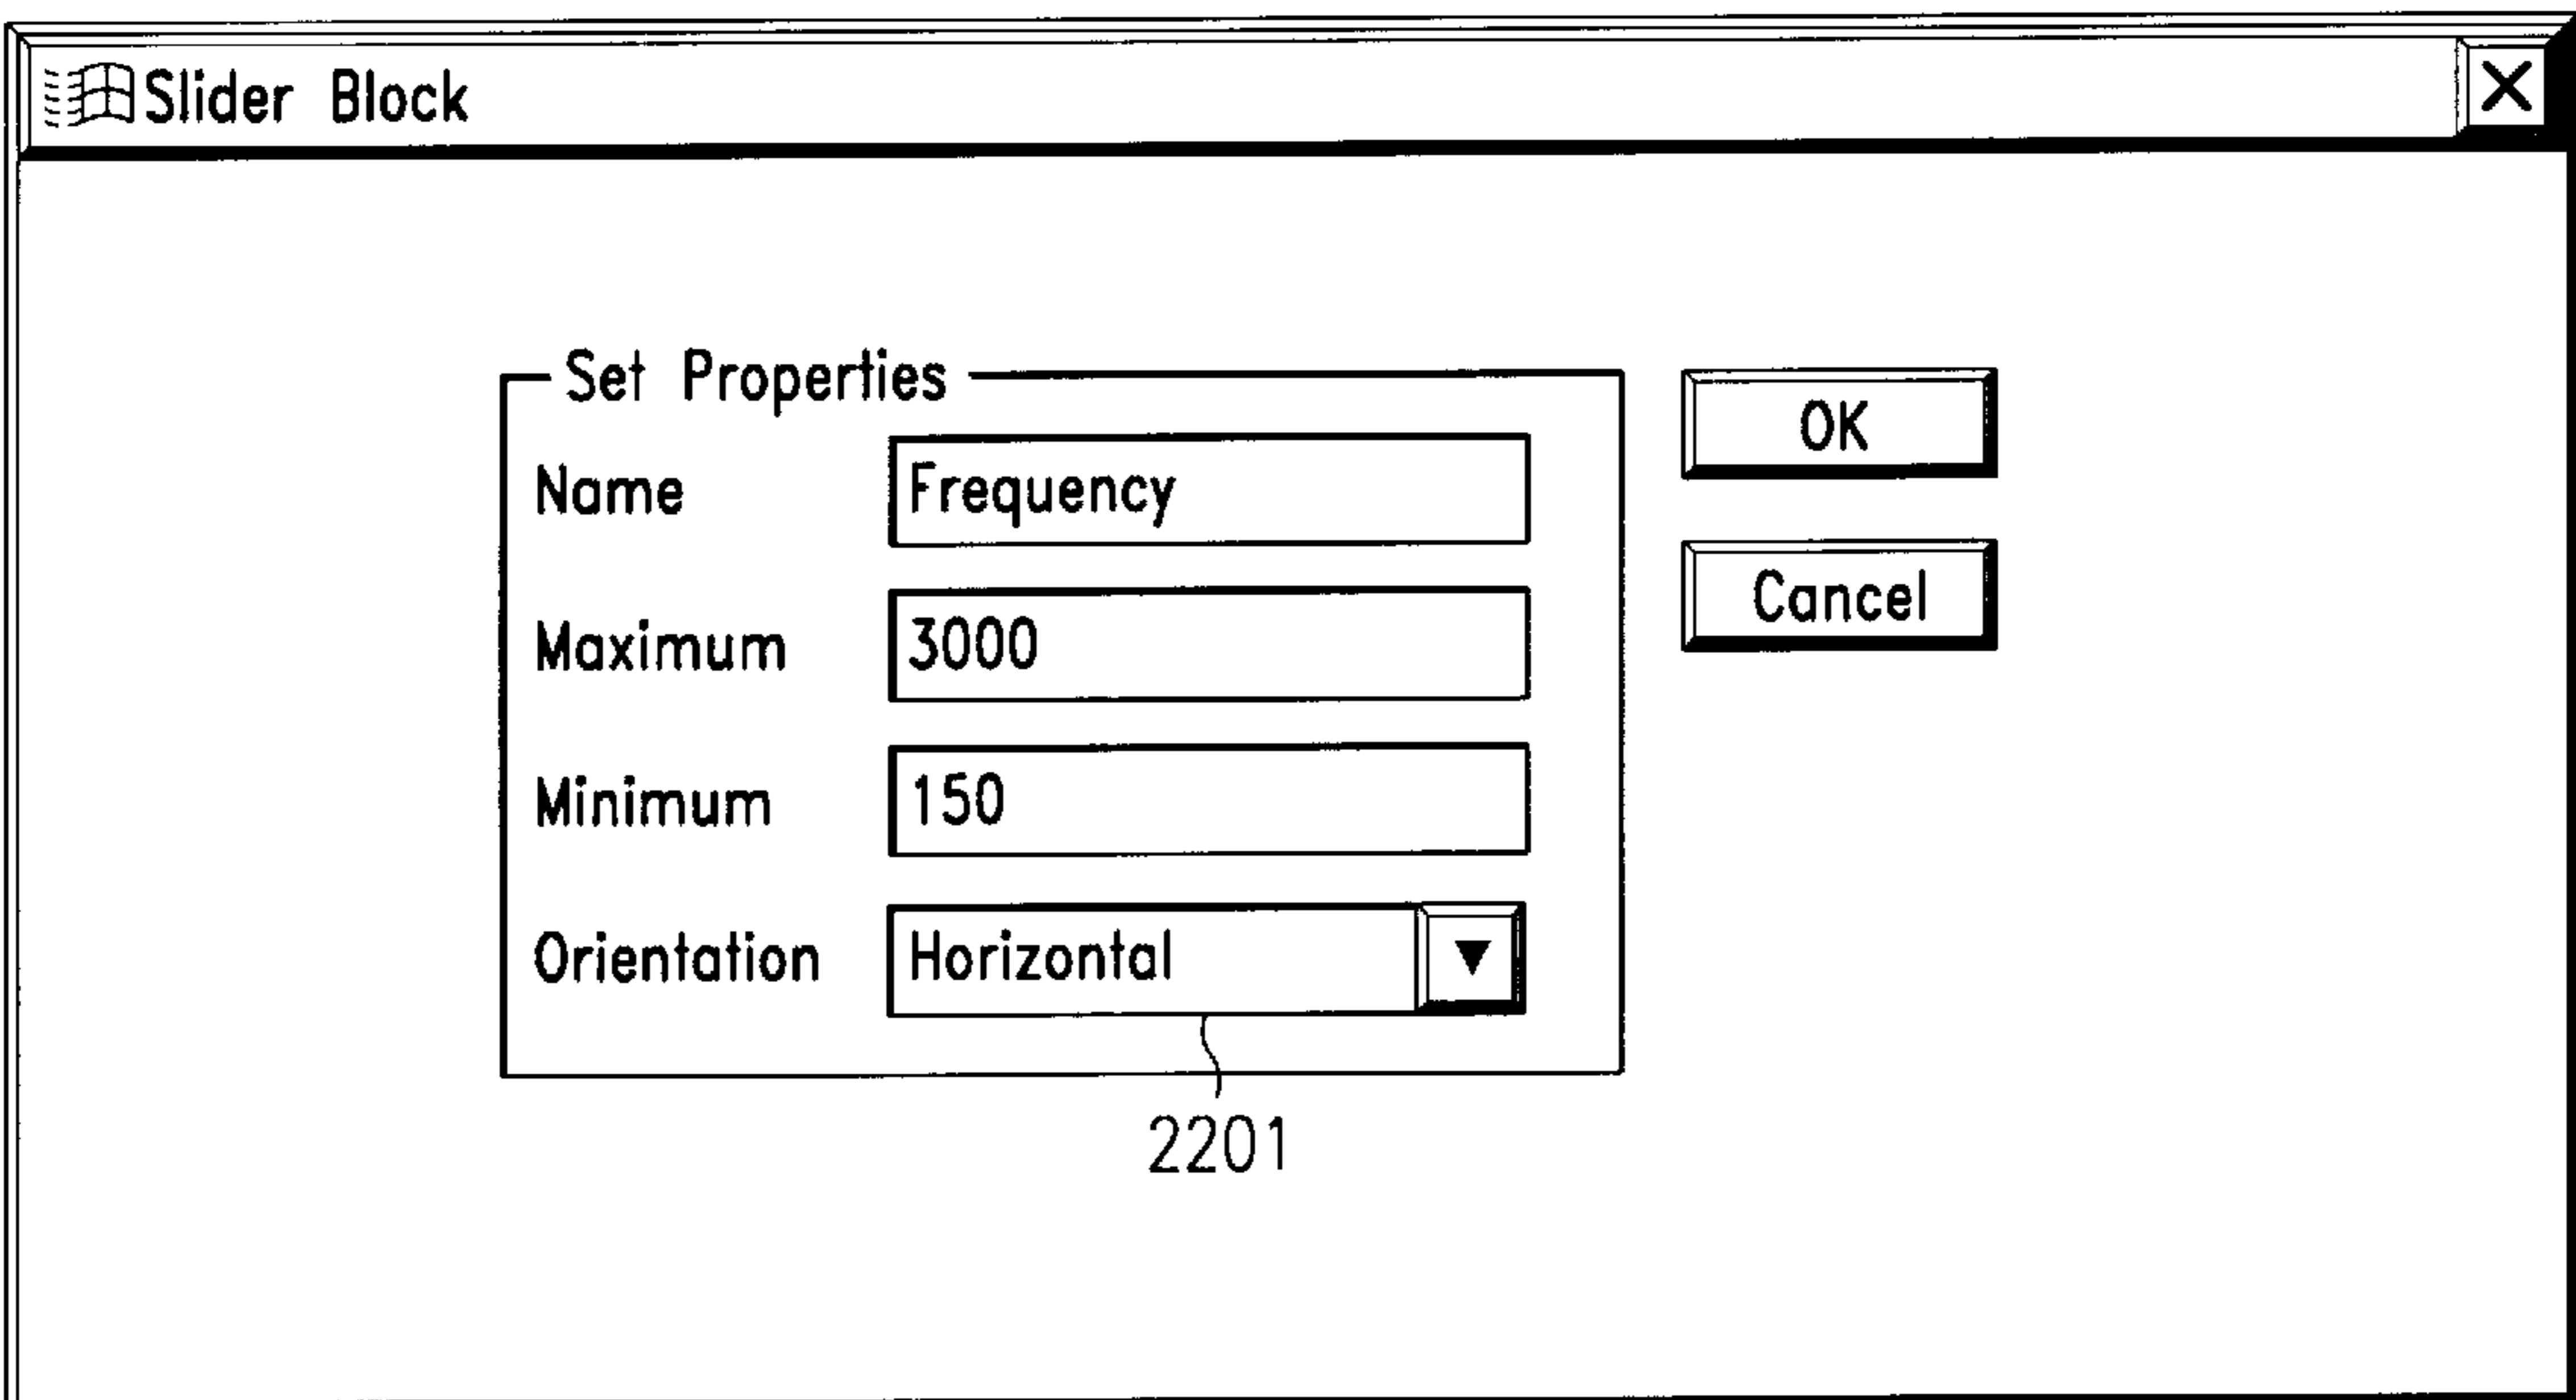 Slider Block
Set Properties
Name Frequency
Maximum 3000
Minimum 150
Orientation Horizontal
OK
Cancel
2201